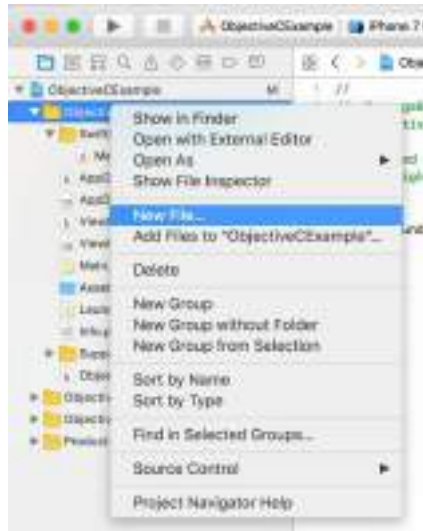 ObjectiveCExample
iPhone 7
ObjectiveCExample M
//
Show in Finder
Open with External Editor
Open As
Show File Inspector
New File...
Add Files to "ObjectiveCExample"...
Delete
New Group
New Group without Folder
New Group from Selection
Sort by Name
Sort by Type
Find in Selected Groups...
Source Control
Project Navigator Help